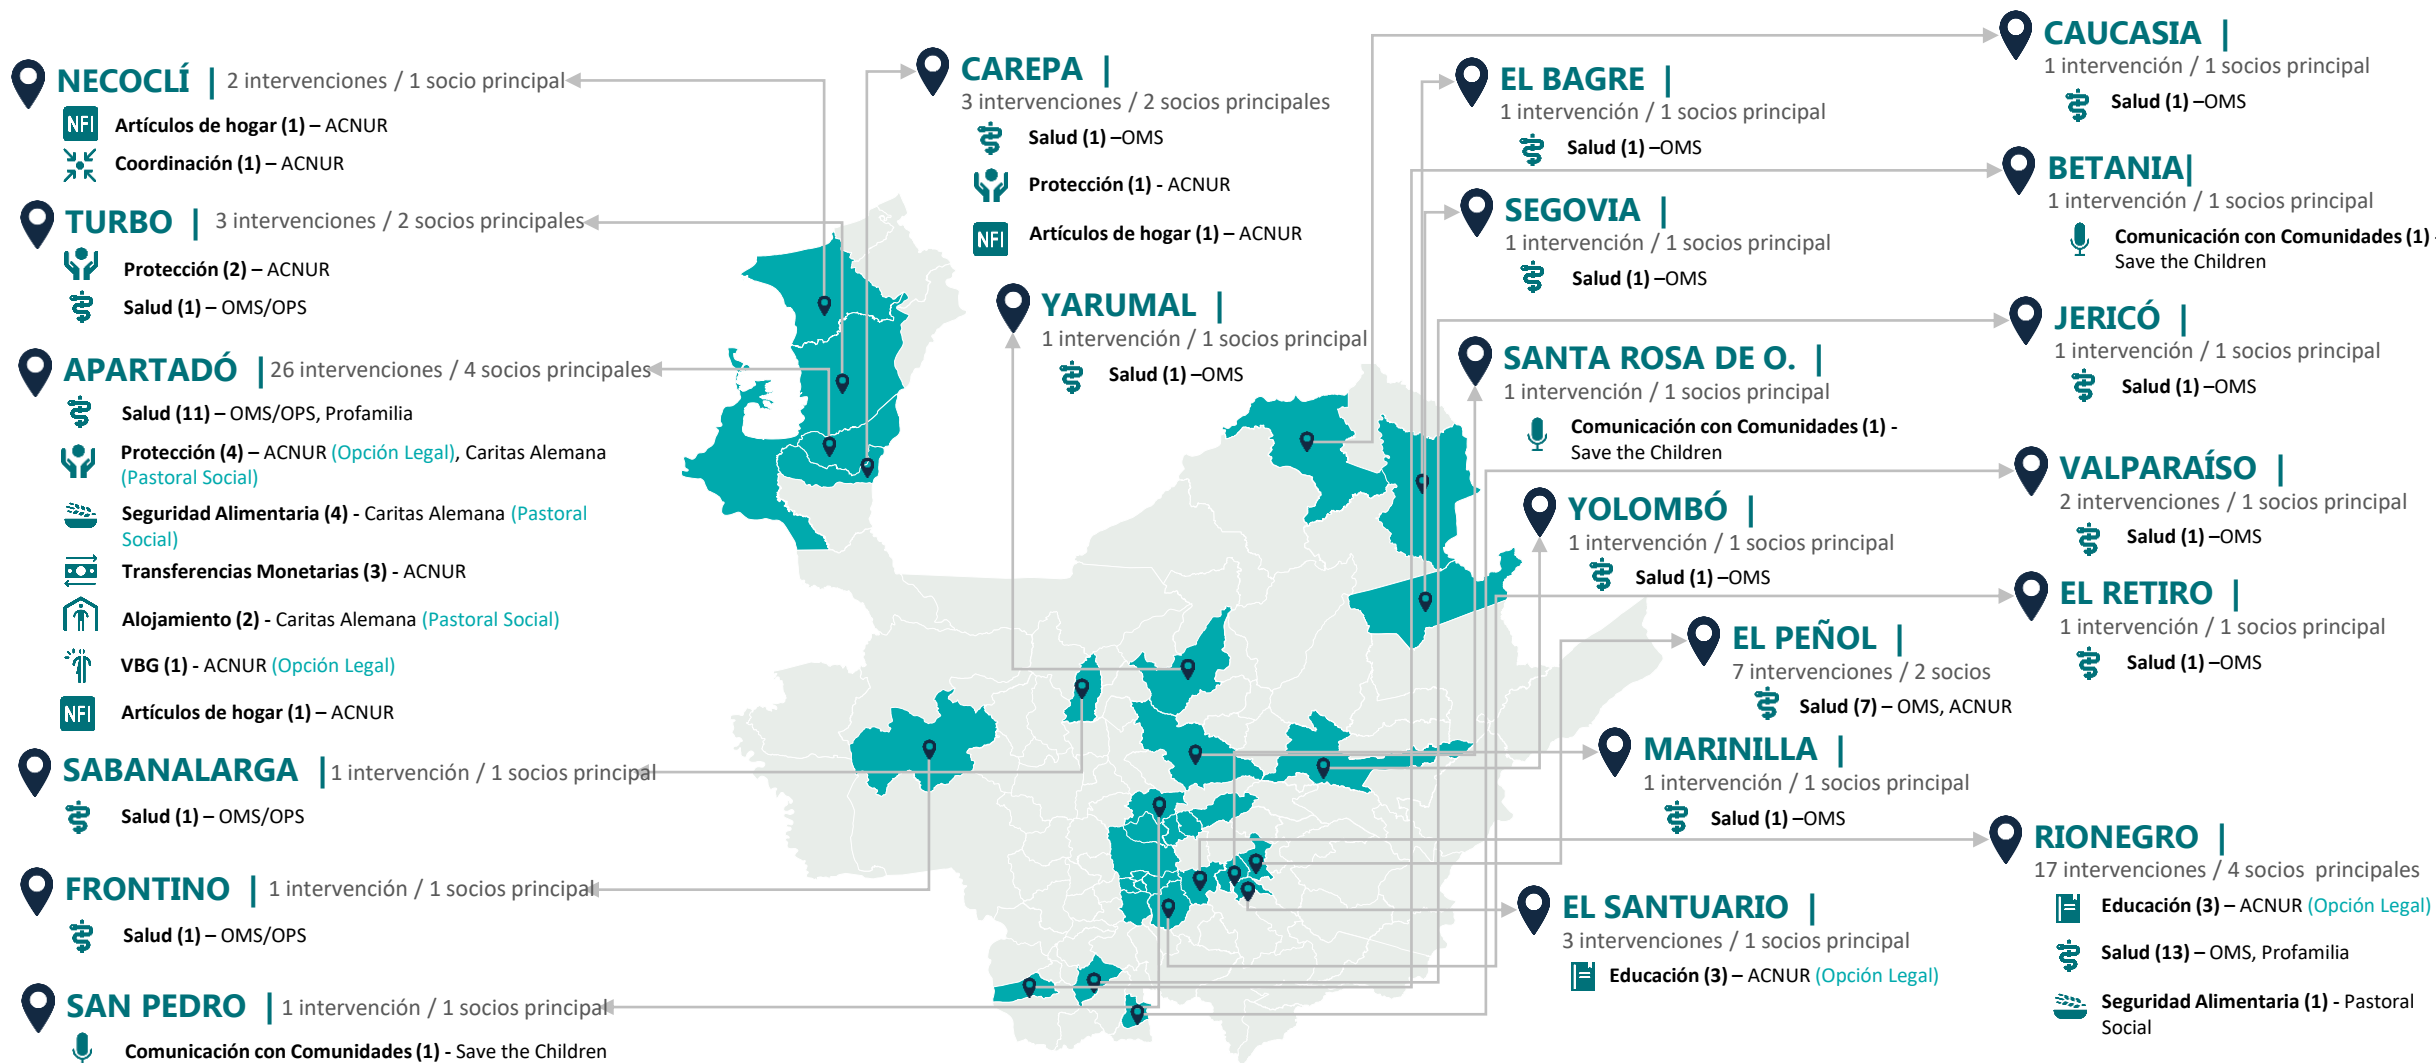 NECOCLÍ | 2 intervenciones / 1 socio principal
NFI Artículos de hogar (1) – ACNUR
Coordinación (1) – ACNUR
TURBO | 3 intervenciones / 2 socios principales
Protección (2) – ACNUR
Salud (1) – OMS/OPS
APARTADÓ | 26 intervenciones / 4 socios principales
Salud (11) – OMS/OPS, Profamilia
Protección (4) – ACNUR (Opción Legal), Caritas Alemana
(Pastoral Social)
Seguridad Alimentaria (4) - Caritas Alemana (Pastoral
Social)
Transferencias Monetarias (3) - ACNUR
Alojamiento (2) - Caritas Alemana (Pastoral Social)
VBG (1) - ACNUR (Opción Legal)
NFI Artículos de hogar (1) – ACNUR
SABANALARGA | 1 intervención / 1 socios principal
Salud (1) – OMS/OPS
FRONTINO | 1 intervención / 1 socios principal
Salud (1) – OMS/OPS
SAN PEDRO | 1 intervención / 1 socios principal
Comunicación con Comunidades (1) - Save the Children
CAREPA |
3 intervenciones / 2 socios principales
Salud (1) –OMS
Protección (1) - ACNUR
NFI Artículos de hogar (1) – ACNUR
YARUMAL |
1 intervención / 1 socios principal
Salud (1) –OMS
EL BAGRE |
1 intervención / 1 socios principal
Salud (1) –OMS
SEGOVIA |
1 intervención / 1 socios principal
Salud (1) –OMS
SANTA ROSA DE O. |
1 intervención / 1 socios principal
Comunicación con Comunidades (1) -
Save the Children
YOLOMBÓ |
1 intervención / 1 socios principal
Salud (1) –OMS
EL PEÑOL |
7 intervenciones / 2 socios
Salud (7) – OMS, ACNUR
MARINILLA |
1 intervención / 1 socios principal
Salud (1) –OMS
EL SANTUARIO |
3 intervenciones / 1 socios principal
Educación (3) – ACNUR (Opción Legal)
CAUCASIA |
1 intervención / 1 socios principal
Salud (1) –OMS
BETANIA|
1 intervención / 1 socios principal
Comunicación con Comunidades (1) -
Save the Children
JERICÓ |
1 intervención / 1 socios principal
Salud (1) –OMS
VALPARAÍSO |
2 intervenciones / 1 socios principal
Salud (1) –OMS
EL RETIRO |
1 intervención / 1 socios principal
Salud (1) –OMS
RIONEGRO |
17 intervenciones / 4 socios principales
Educación (3) – ACNUR (Opción Legal)
Salud (13) – OMS, Profamilia
Seguridad Alimentaria (1) - Pastoral
Social